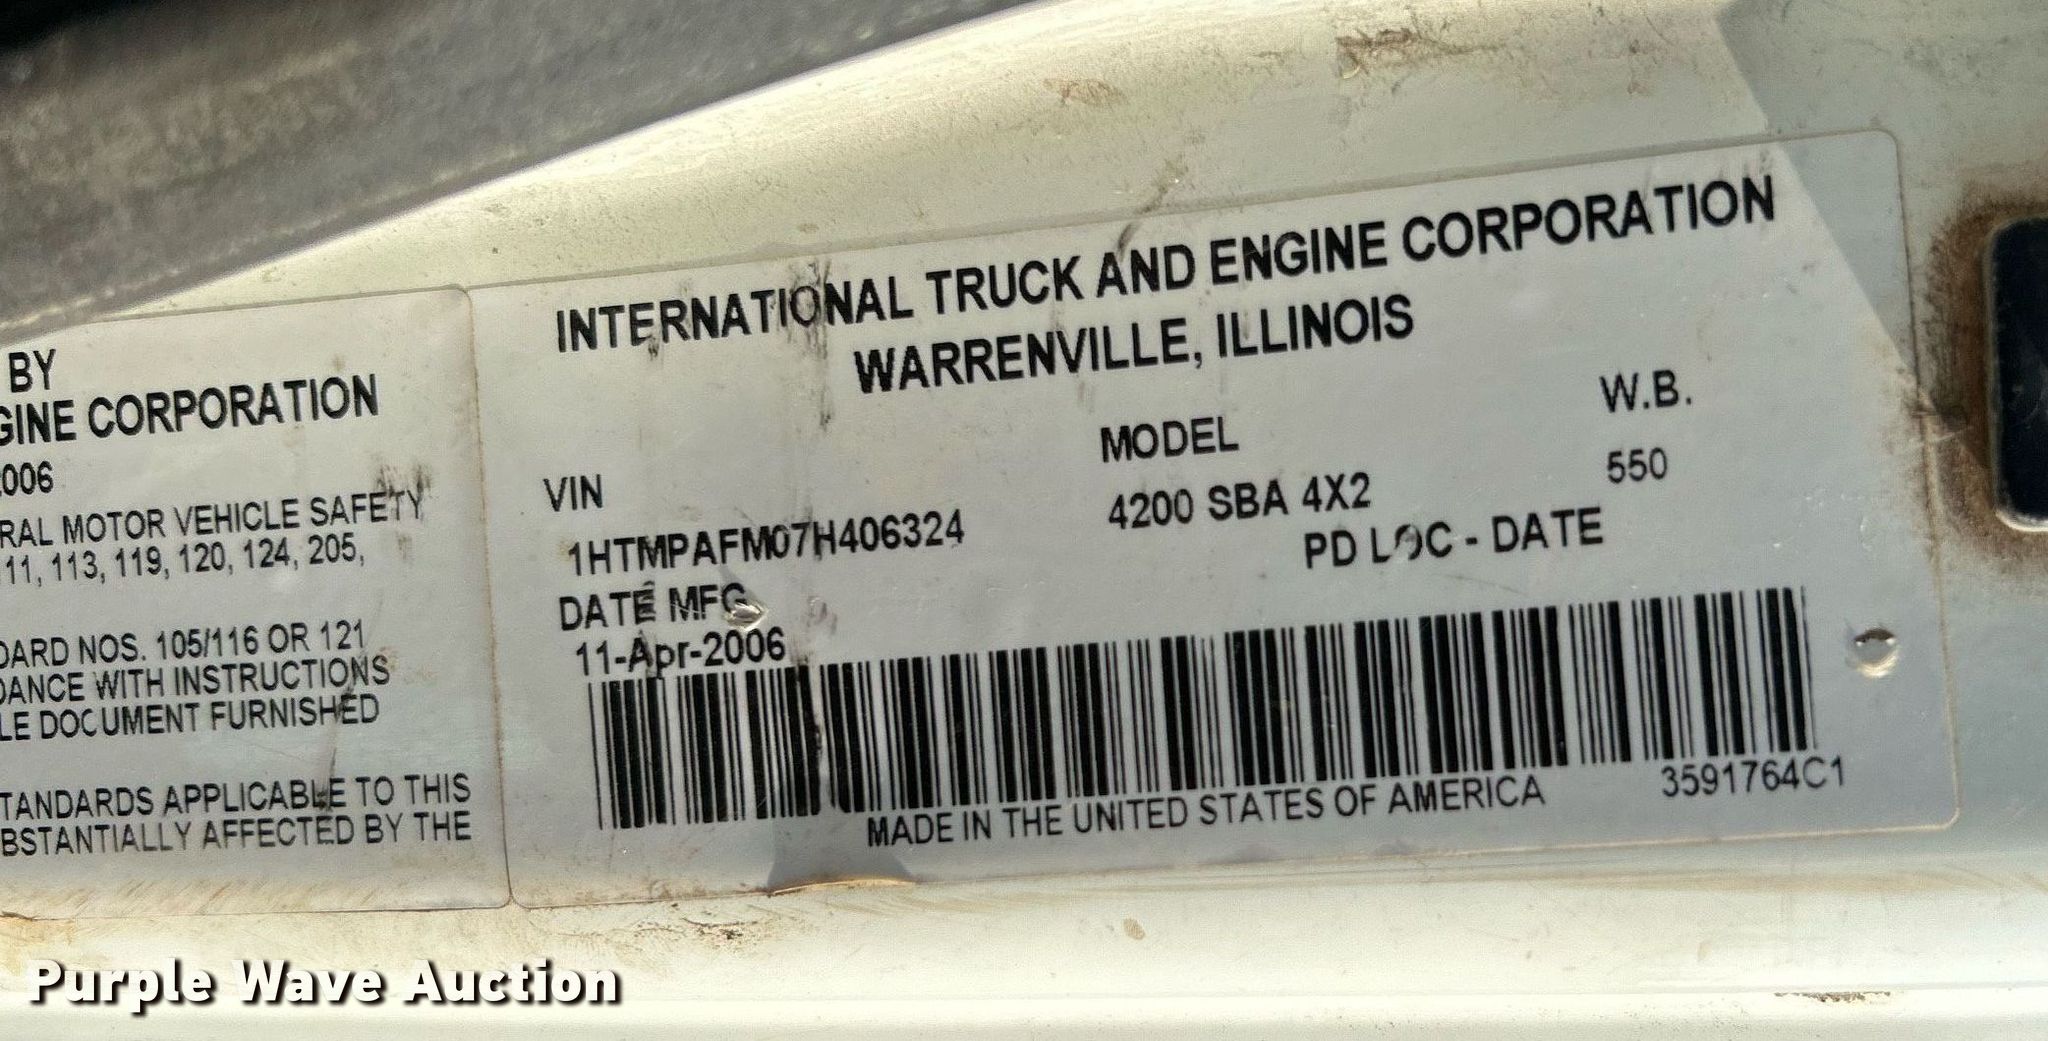 BY
GINE CORPORATION
2006
RAL MOTOR VEHICLE SAFETY
11, 113, 119, 120, 124, 205,
DARD NOS. 105/116 OR 121
DANCE WITH INSTRUCTIONS
LE DOCUMENT FURNISHED
TANDARDS APPLICABLE TO THIS
BSTANTIALLY AFFECTED BY THE
INTERNATIONAL TRUCK AND ENGINE CORPORATION
WARRENVILLE, ILLINOIS
VIN MODEL W.B.
1HTMPAFM07H406324 4200 SBA 4X2 550
DATE MFG PD LOC - DATE
11-Apr-2006
MADE IN THE UNITED STATES OF AMERICA 3591764C1
Purple Wave Auction